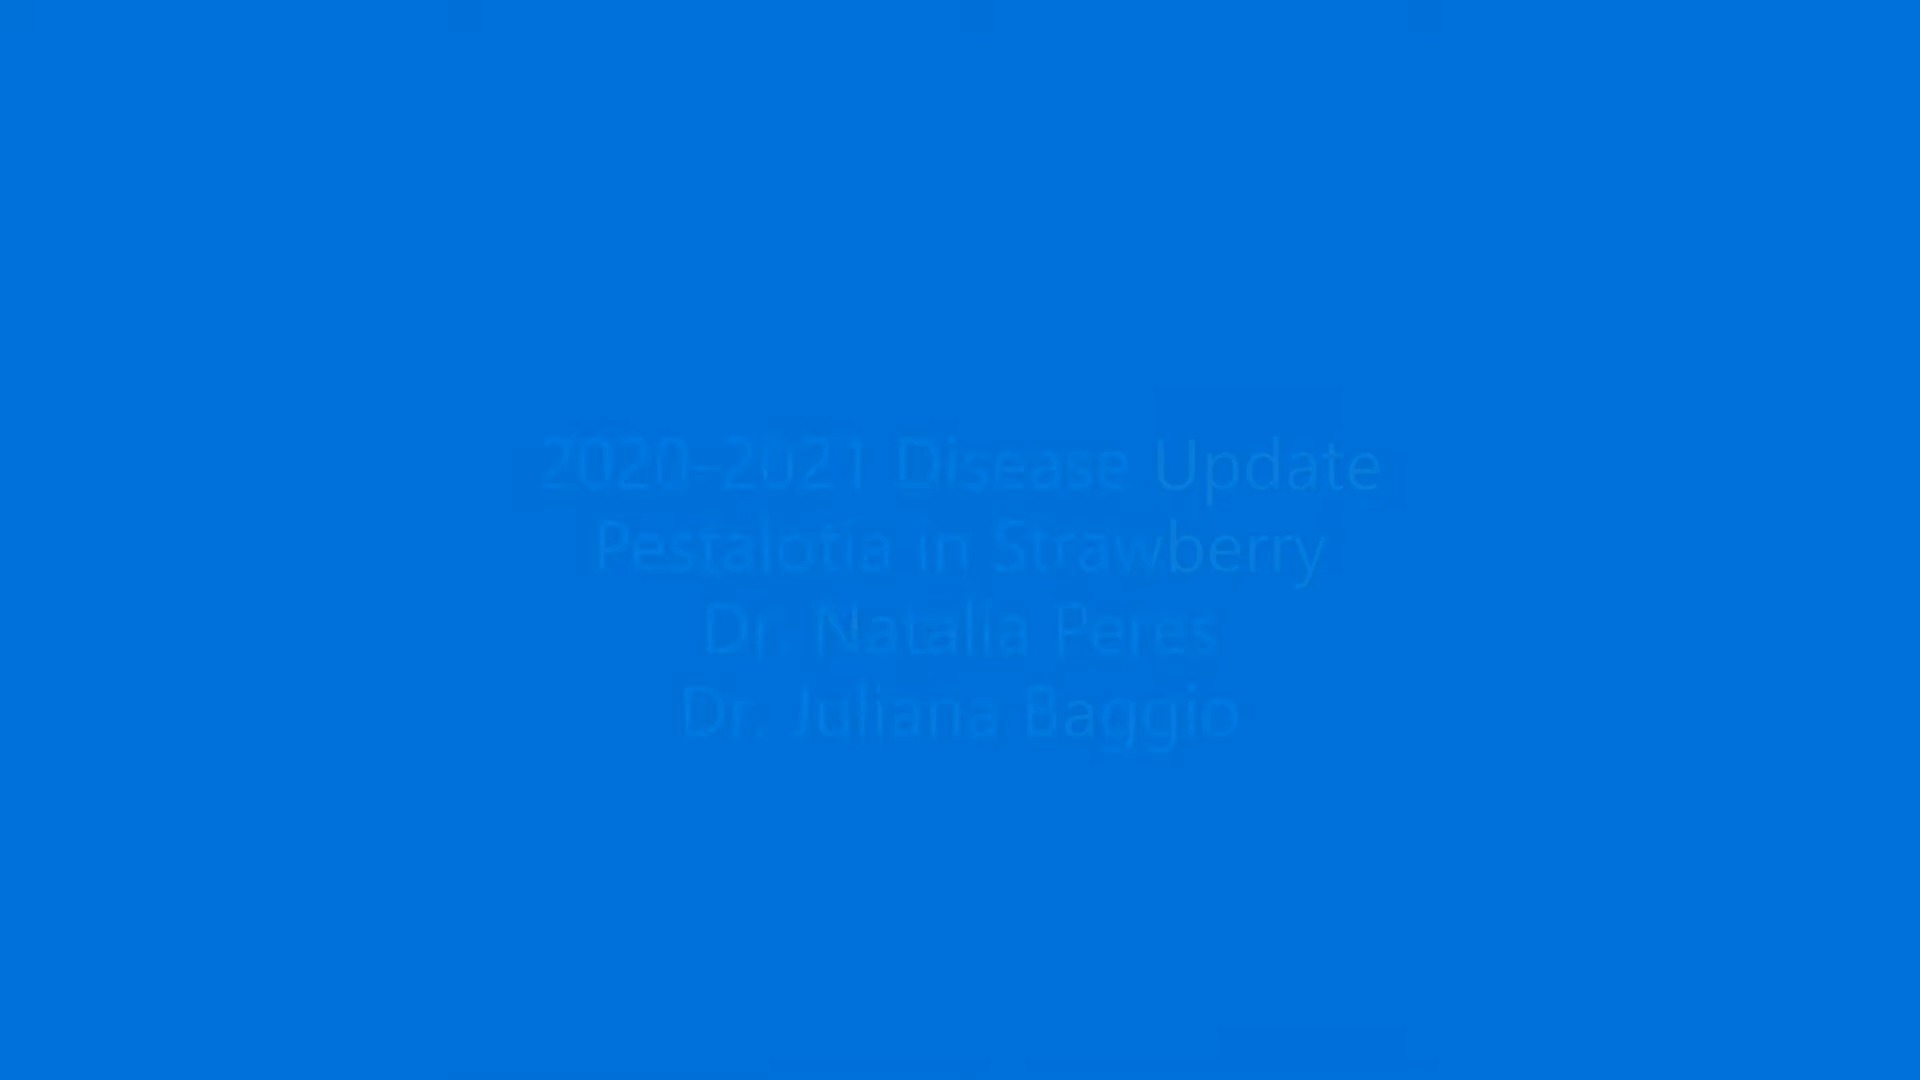 2020-2021 Disease Update
Pestalotia in Strawberry
Dr. Natalia Peres
Dr. Juliana Baggio